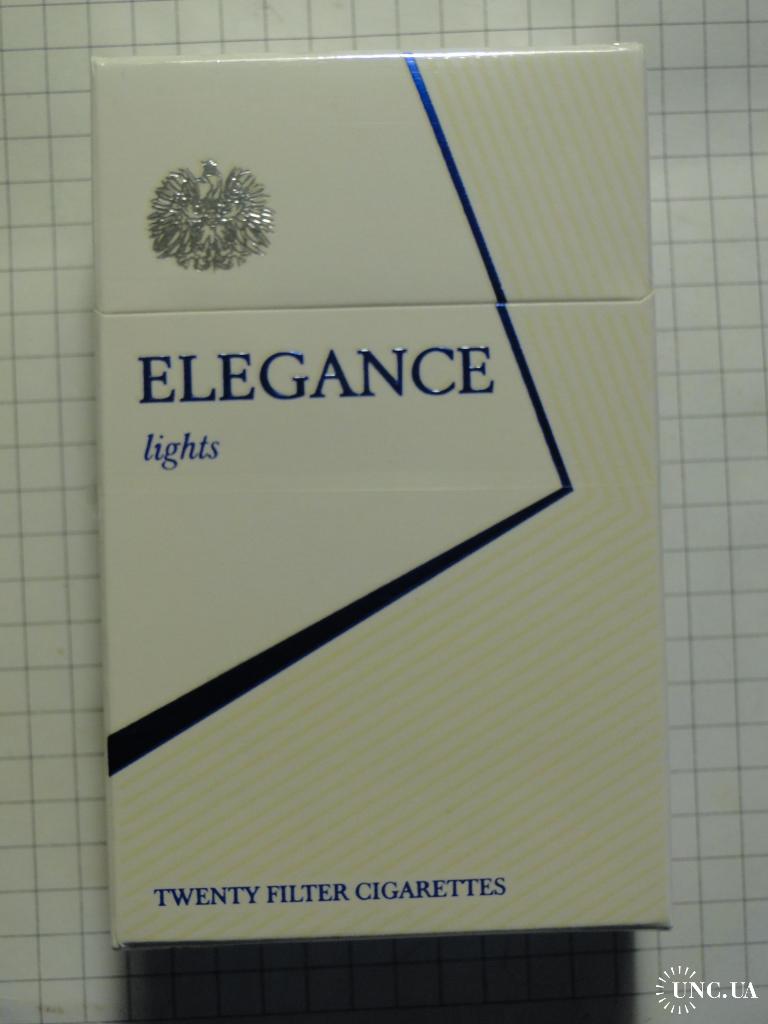 ELEGANCE
lights
TWENTY FILTER CIGARETTES
UNC.UA